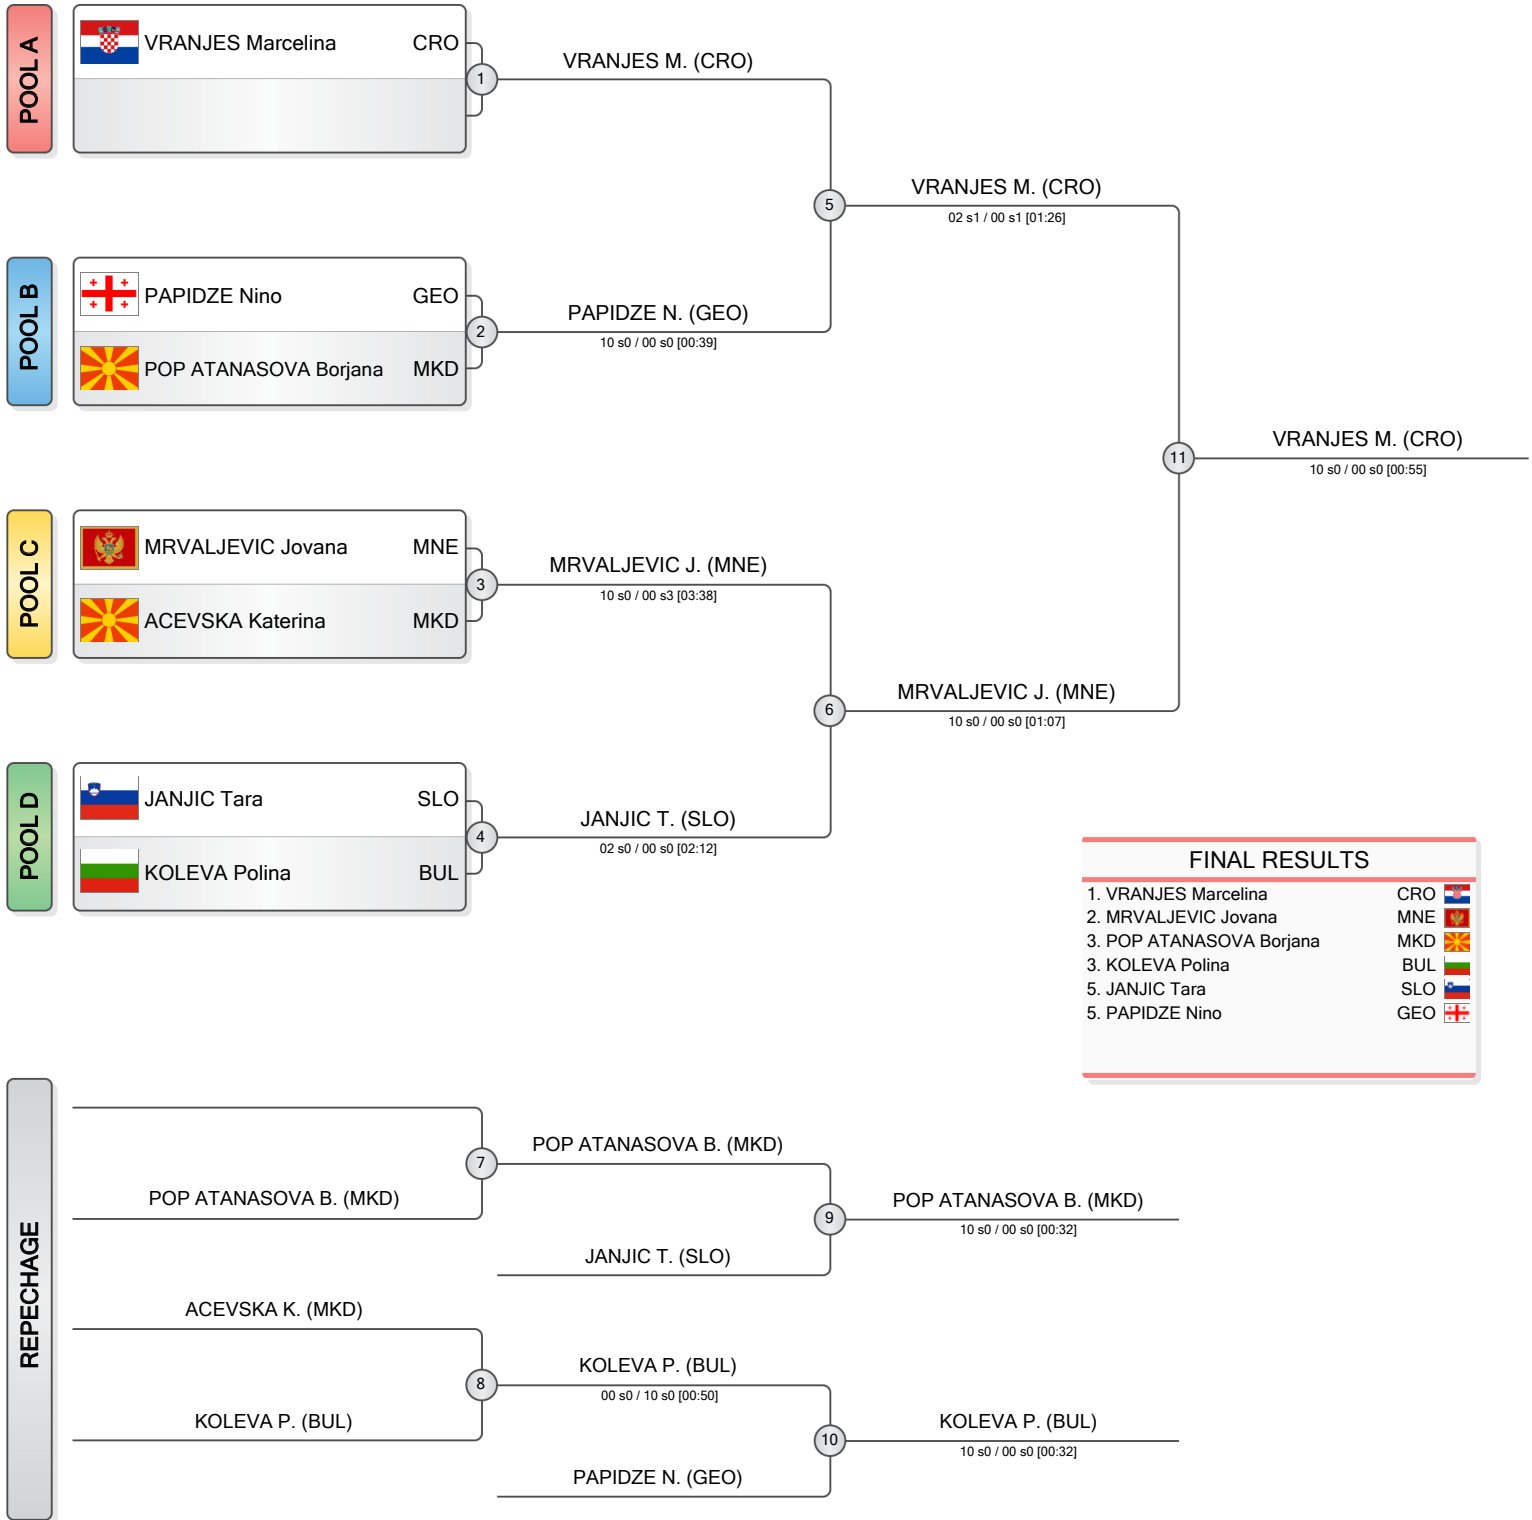 POOL A
VRANJES Marcelina CRO
1
VRANJES M. (CRO)
5
VRANJES M. (CRO)
02 s1 / 00 s1 [01:26]
POOL B
PAPIDZE Nino GEO
POP ATANASOVA Borjana MKD
2
PAPIDZE N. (GEO)
10 s0 / 00 s0 [00:39]
11
VRANJES M. (CRO)
10 s0 / 00 s0 [00:55]
POOL C
MRVALJEVIC Jovana MNE
ACEVSKA Katerina MKD
3
MRVALJEVIC J. (MNE)
10 s0 / 00 s3 [03:38]
6
MRVALJEVIC J. (MNE)
10 s0 / 00 s0 [01:07]
POOL D
JANJIC Tara SLO
KOLEVA Polina BUL
4
JANJIC T. (SLO)
02 s0 / 00 s0 [02:12]
FINAL RESULTS
1. VRANJES Marcelina CRO
2. MRVALJEVIC Jovana MNE
3. POP ATANASOVA Borjana MKD
3. KOLEVA Polina BUL
5. JANJIC Tara SLO
5. PAPIDZE Nino GEO
REPECHAGE
POP ATANASOVA B. (MKD)
7
POP ATANASOVA B. (MKD)
JANJIC T. (SLO)
9
POP ATANASOVA B. (MKD)
10 s0 / 00 s0 [00:32]
ACEVSKA K. (MKD)
KOLEVA P. (BUL)
8
KOLEVA P. (BUL)
00 s0 / 10 s0 [00:50]
PAPIDZE N. (GEO)
10
KOLEVA P. (BUL)
10 s0 / 00 s0 [00:32]